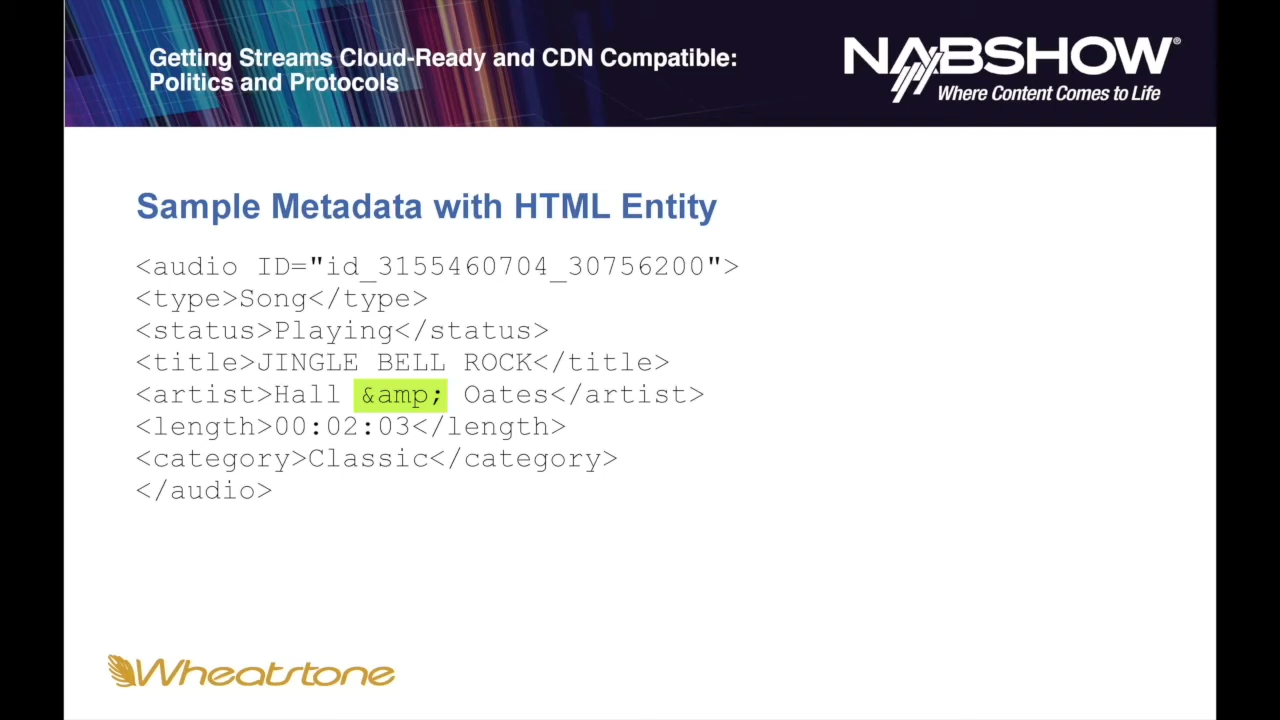 Getting Streams Cloud-Ready and CDN Compatible:
Politics and Protocols
NABSHOW®
Where Content Comes to Life
Sample Metadata with HTML Entity
<audio ID="id_3155460704_30756200">
<type>Song</type>
<status>Playing</status>
<title>JINGLE BELL ROCK</title>
<artist>Hall &amp; Oates</artist>
<length>00:02:03</length>
<category>Classic</category>
</audio>
Wheatstone